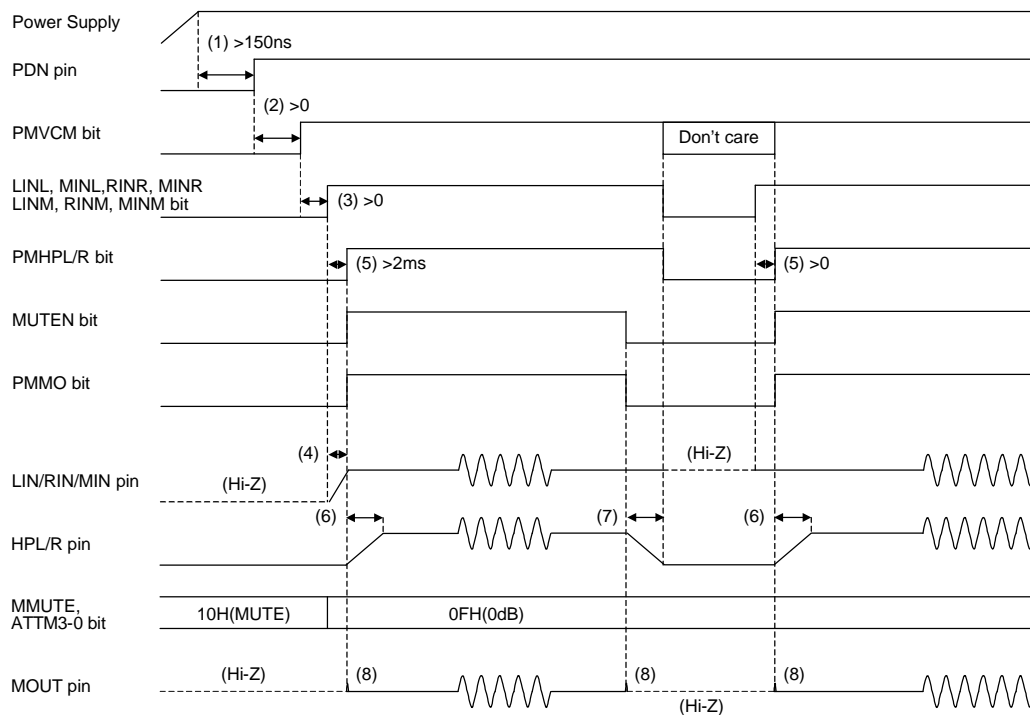 Power Supply
(1) >150ns
PDN pin
(2) >0
PMVCM bit
Don't care
LINL, MINL,RINR, MINR
LINM, RINM, MINM bit
(3) >0
PMHPL/R bit
(5) >2ms
(5) >0
MUTEN bit
PMMO bit
(4)
(Hi-Z)
LIN/RIN/MIN pin
(Hi-Z)
(6)
(7)
(6)
HPL/R pin
MMUTE,
ATTM3-0 bit
10H(MUTE)
0FH(0dB)
(Hi-Z)
(8)
(8)
(8)
MOUT pin
(Hi-Z)